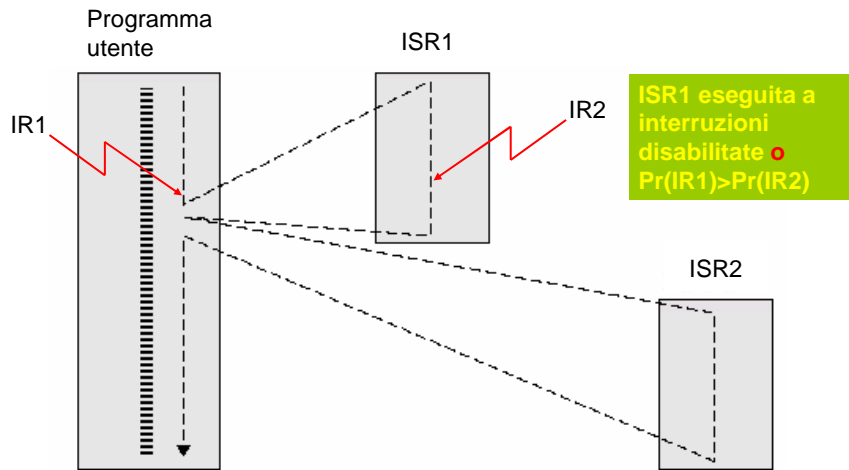 Programma
utente
ISR1
IR1
IR2
ISR1 eseguita a
interruzioni
disabilitate o
Pr(IR1)>Pr(IR2)
ISR2